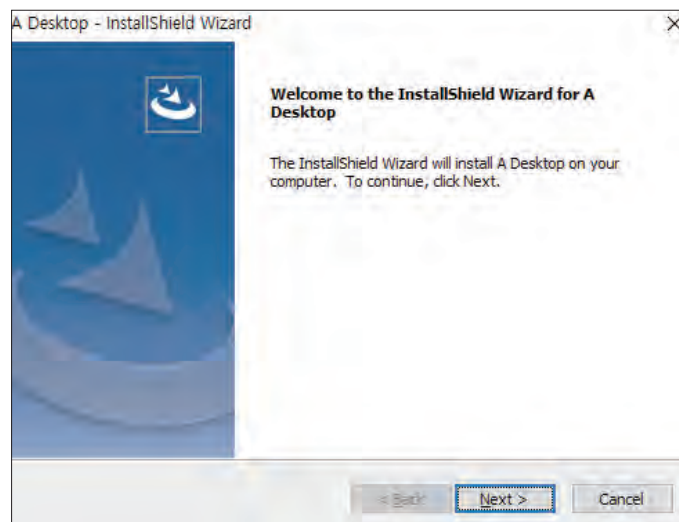 A Desktop - InstallShield Wizard
Welcome to the InstallShield Wizard for A
Desktop
The InstallShield Wizard will install A Desktop on your
computer. To continue, click Next.
< Back
Next >
Cancel